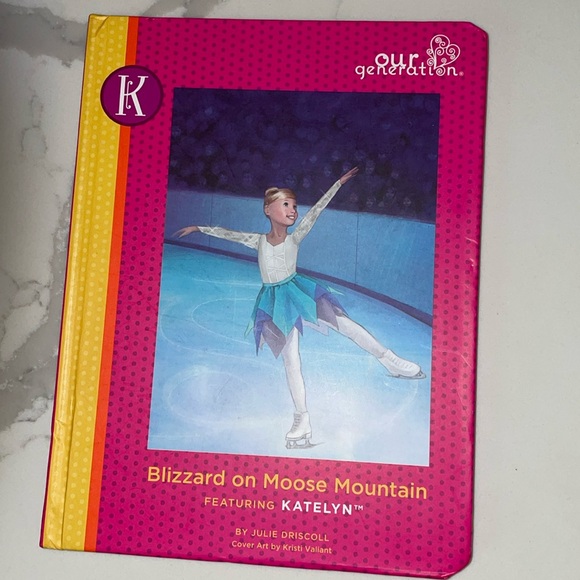 our
generation®
K
Blizzard on Moose Mountain
FEATURING KATELYN™
BY JULIE DRISCOLL
Cover Art by Kristi Valiant